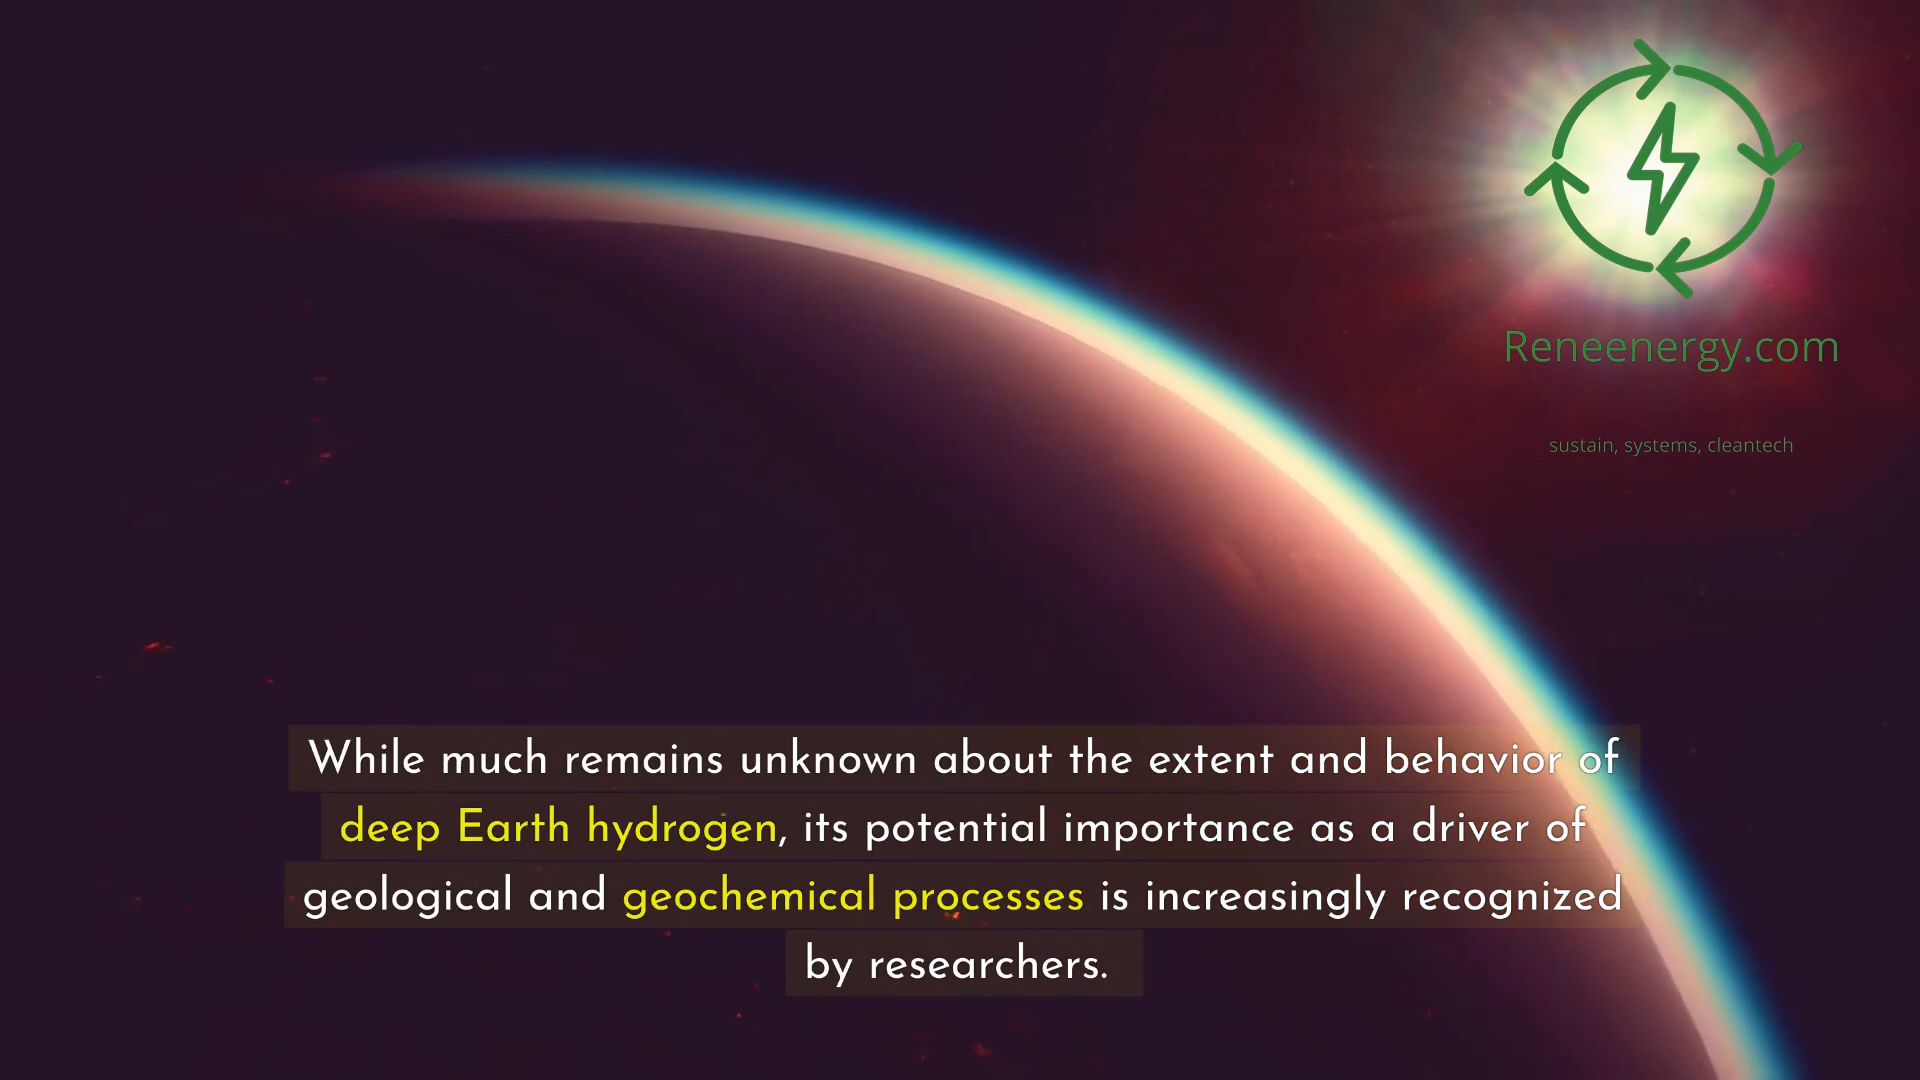 Reneenergy.com
sustain, systems, cleantech
While much remains unknown about the extent and behavior of
deep Earth hydrogen, its potential importance as a driver of
geological and geochemical processes is increasingly recognized
by researchers.